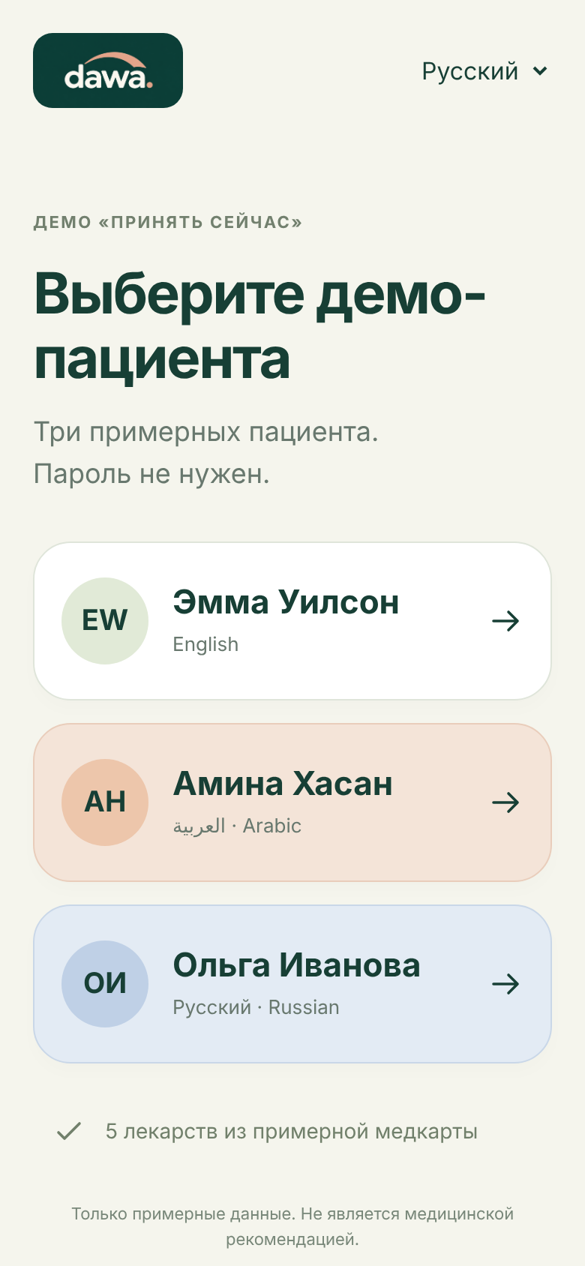 dawa.
Русский
ДЕМО «ПРИНЯТЬ СЕЙЧАС»
Выберите демо-
пациента
Три примерных пациента.
Пароль не нужен.
EW
Эмма Уилсон
English
АН
Амина Хасан
العربية · Arabic
ОИ
Ольга Иванова
Русский · Russian
5 лекарств из примерной медкарты
Только примерные данные. Не является медицинской
рекомендацией.